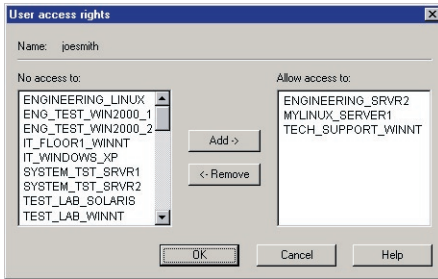 User access rights
Name: joesmith
No access to:
ENGINEERING_LINUX
ENG_TEST_WIN2000_1
ENG_TEST_WIN2000_2
IT_FLOOR1_WINNT
IT_WINDOWS_XP
SYSTEM_TST_SRVR1
SYSTEM_TST_SRVR2
TEST_LAB_SOLARIS
TEST_LAB_WINNT
Add ->
<- Remove
Allow access to:
ENGINEERING_SRVR2
MYLINUX_SERVER1
TECH_SUPPORT_WINNT
OK
Cancel
Help